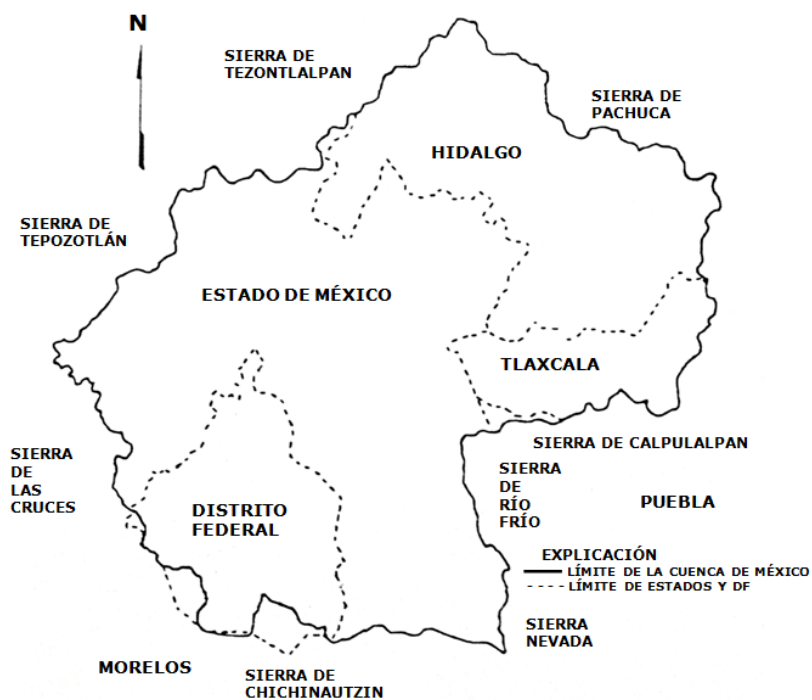 N
SIERRA DE
TEZONTLALPAN
SIERRA DE
PACHUCA
HIDALGO
SIERRA DE
TEPOZOTLÁN
ESTADO DE MÉXICO
TLAXCALA
SIERRA
DE
LAS
CRUCES
SIERRA DE CALPULALPAN
SIERRA
DE
RÍO
FRÍO
PUEBLA
DISTRITO
FEDERAL
EXPLICACIÓN
LÍMITE DE LA CUENCA DE MÉXICO
LÍMITE DE ESTADOS Y DF
SIERRA
NEVADA
MORELOS
SIERRA DE
CHICHINAUTZIN